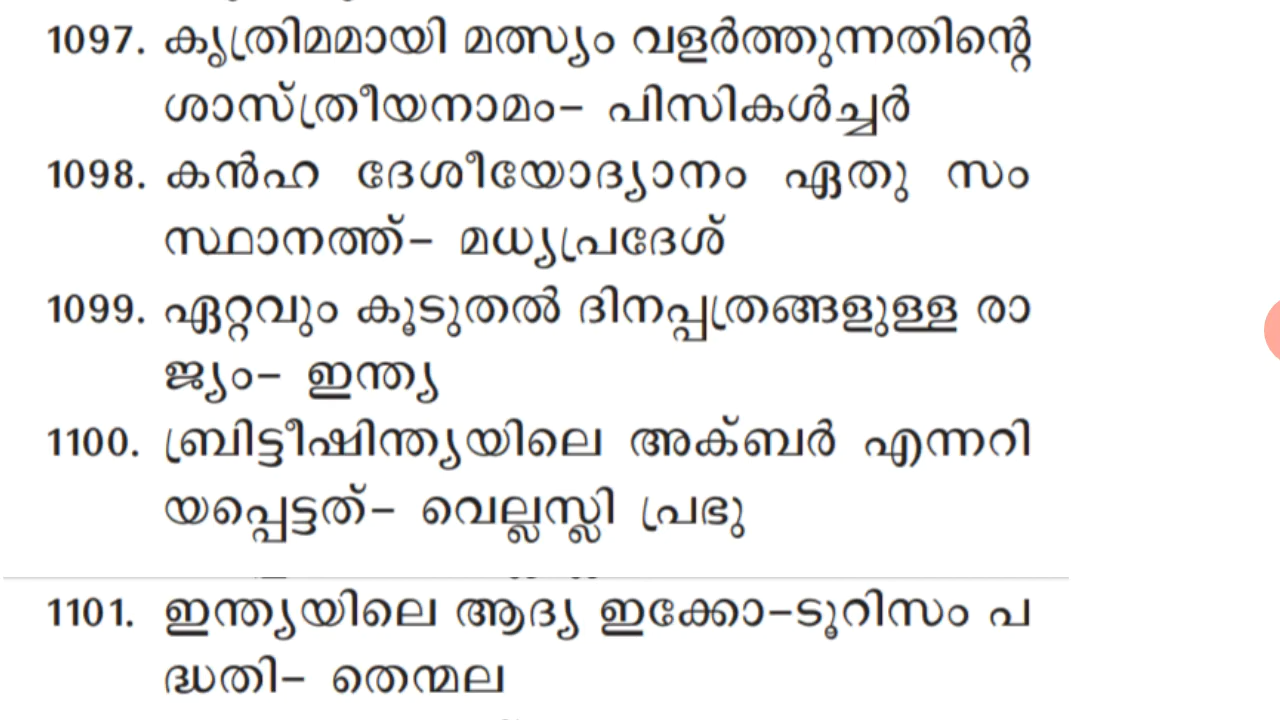 1097. കൃത്രിമമായി മത്സ്യം വളർത്തുന്നതിന്റെ
ശാസ്ത്രീയനാമം– പിസികൾച്ചർ
1098. കൻഹ ദേശീയോദ്യാനം ഏതു സം
സ്ഥാനത്ത്– മധ്യപ്രദേശ്
1099. ഏറ്റവും കൂടുതൽ ദിനപ്പത്രങ്ങളുള്ള രാ
ജ്യം– ഇന്ത്യ
1100. ബ്രിട്ടീഷിന്ത്യയിലെ അക്ബർ എന്നറി
യപ്പെട്ടത്– വെല്ലസ്ലി പ്രഭു
1101. ഇന്ത്യയിലെ ആദ്യ ഇക്കോ–ടൂറിസം പ
ദ്ധതി– തെന്മല